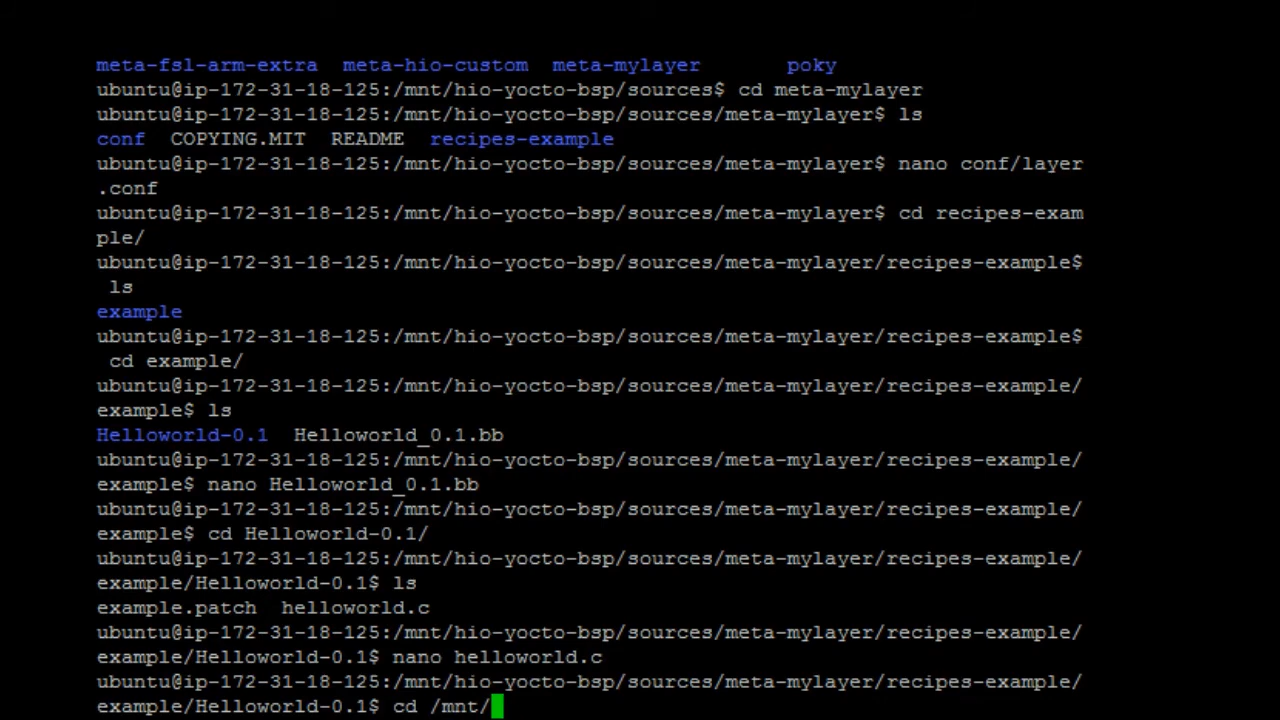 meta-fsl-arm-extra  meta-hio-custom  meta-mylayer       poky
ubuntu@ip-172-31-18-125:/mnt/hio-yocto-bsp/sources$ cd meta-mylayer
ubuntu@ip-172-31-18-125:/mnt/hio-yocto-bsp/sources/meta-mylayer$ ls
conf  COPYING.MIT  README  recipes-example
ubuntu@ip-172-31-18-125:/mnt/hio-yocto-bsp/sources/meta-mylayer$ nano conf/layer
.conf
ubuntu@ip-172-31-18-125:/mnt/hio-yocto-bsp/sources/meta-mylayer$ cd recipes-exam
ple/
ubuntu@ip-172-31-18-125:/mnt/hio-yocto-bsp/sources/meta-mylayer/recipes-example$
 ls
example
ubuntu@ip-172-31-18-125:/mnt/hio-yocto-bsp/sources/meta-mylayer/recipes-example$
 cd example/
ubuntu@ip-172-31-18-125:/mnt/hio-yocto-bsp/sources/meta-mylayer/recipes-example/
example$ ls
Helloworld-0.1  Helloworld_0.1.bb
ubuntu@ip-172-31-18-125:/mnt/hio-yocto-bsp/sources/meta-mylayer/recipes-example/
example$ nano Helloworld_0.1.bb
ubuntu@ip-172-31-18-125:/mnt/hio-yocto-bsp/sources/meta-mylayer/recipes-example/
example$ cd Helloworld-0.1/
ubuntu@ip-172-31-18-125:/mnt/hio-yocto-bsp/sources/meta-mylayer/recipes-example/
example/Helloworld-0.1$ ls
example.patch  helloworld.c
ubuntu@ip-172-31-18-125:/mnt/hio-yocto-bsp/sources/meta-mylayer/recipes-example/
example/Helloworld-0.1$ nano helloworld.c
ubuntu@ip-172-31-18-125:/mnt/hio-yocto-bsp/sources/meta-mylayer/recipes-example/
example/Helloworld-0.1$ cd /mnt/